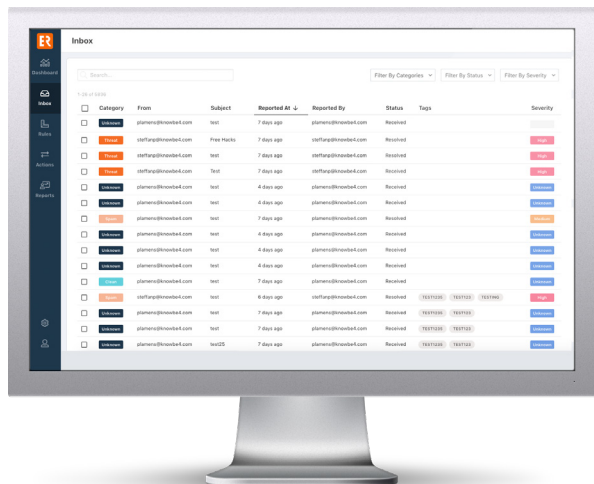 ER
Inbox
Dashboard
Inbox
Rules
Actions
Reports
Search...
Filter By Categories
Filter By Status
Filter By Severity
Category From Subject Reported At ↓ Reported By Status Tags Severity
Unknown plamens@knowbe4.com test 7 days ago plamens@knowbe4.com Received
Threat steffanp@knowbe4.com Free Hacks 7 days ago steffanp@knowbe4.com Received High
Threat steffanp@knowbe4.com test 7 days ago steffanp@knowbe4.com Received High
Threat steffanp@knowbe4.com Test 7 days ago steffanp@knowbe4.com Received High
Unknown plamens@knowbe4.com test 4 days ago plamens@knowbe4.com Received Unknown
Unknown plamens@knowbe4.com test 4 days ago plamens@knowbe4.com Received Unknown
Spam plamens@knowbe4.com test 7 days ago plamens@knowbe4.com Received Medium
Unknown plamens@knowbe4.com test 4 days ago plamens@knowbe4.com Received Unknown
Unknown plamens@knowbe4.com test 4 days ago plamens@knowbe4.com Received Unknown
Unknown plamens@knowbe4.com test 4 days ago plamens@knowbe4.com Received Unknown
plamens@knowbe4.com test 7 days ago plamens@knowbe4.com Received Unknown
Spam steffanp@knowbe4.com test 6 days ago steffanp@knowbe4.com Received TEST1235 TEST123 High
Unknown plamens@knowbe4.com test 7 days ago plamens@knowbe4.com Received TEST1235 TEST123 Unknown
Unknown plamens@knowbe4.com test 7 days ago plamens@knowbe4.com Received TEST1235 TEST123 Unknown
Unknown plamens@knowbe4.com test25 7 days ago plamens@knowbe4.com Received TEST1235 TEST123 Unknown